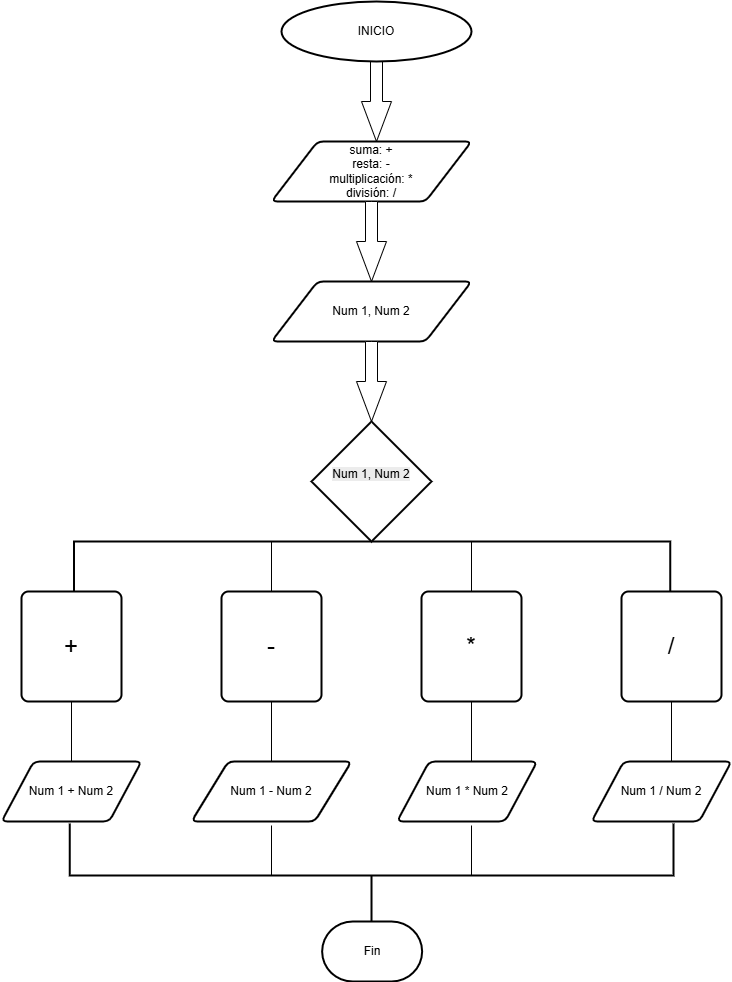 INICIO
suma: +
resta: -
multiplicación: *
división: /
Num 1, Num 2
Num 1, Num 2
+
-
*
/
Num 1 + Num 2
Num 1 - Num 2
Num 1 * Num 2
Num 1 / Num 2
Fin